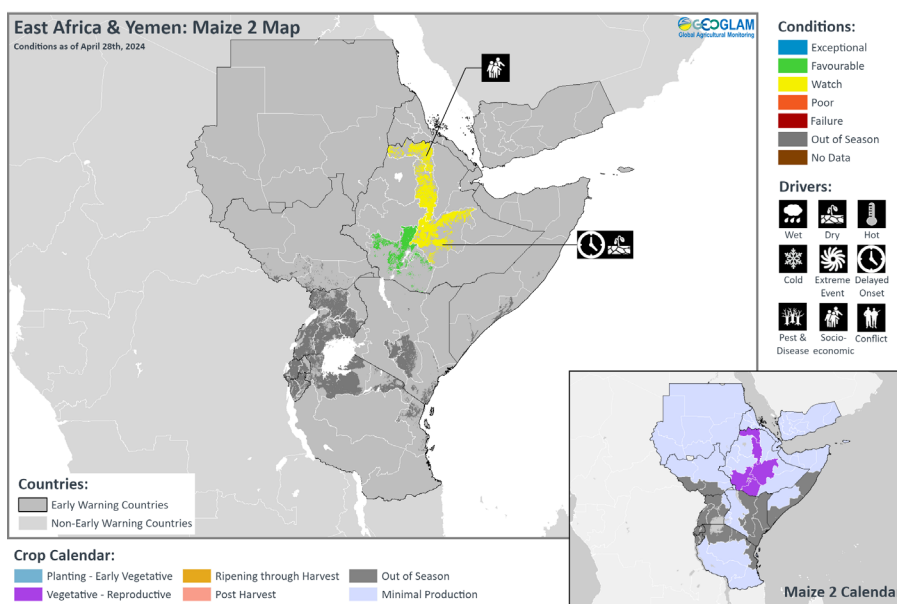 East Africa & Yemen: Maize 2 Map
Conditions as of April 28th, 2024
GEOGLAM
Global Agricultural Monitoring
Conditions:
Exceptional
Favourable
Watch
Poor
Failure
Out of Season
No Data
Drivers:
Wet Dry Hot
Cold Extreme Event Delayed Onset
Pest & Disease Socio-economic Conflict
Countries:
Early Warning Countries
Non-Early Warning Countries
Crop Calendar:
Planting - Early Vegetative
Ripening through Harvest
Out of Season
Vegetative - Reproductive
Post Harvest
Minimal Production
Maize 2 Calenda